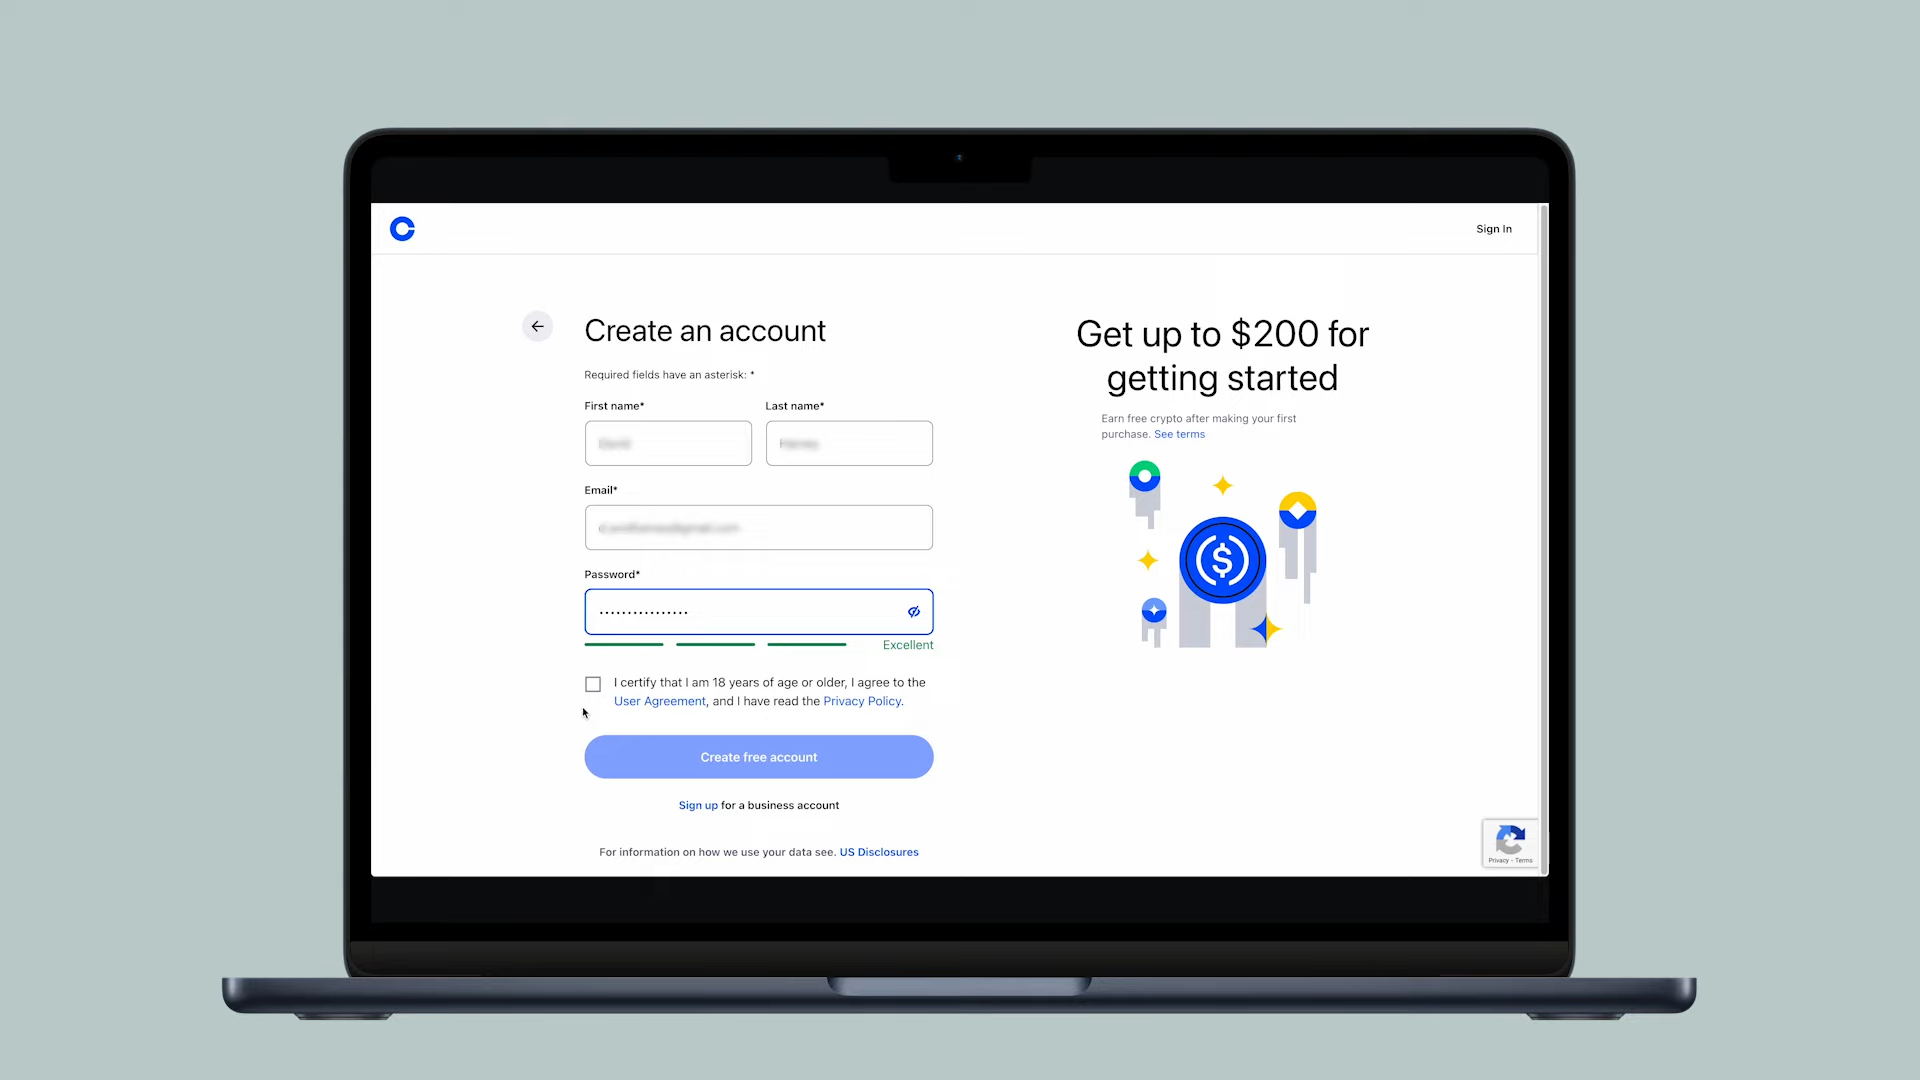 Sign In
Create an account
Required fields have an asterisk: *
First name*
Last name*
Email*
Password*
Excellent
I certify that I am 18 years of age or older, I agree to the
User Agreement, and I have read the Privacy Policy.
Create free account
Sign up for a business account
For information on how we use your data see. US Disclosures
Get up to $200 for
getting started
Earn free crypto after making your first
purchase. See terms
$
Privacy - Terms